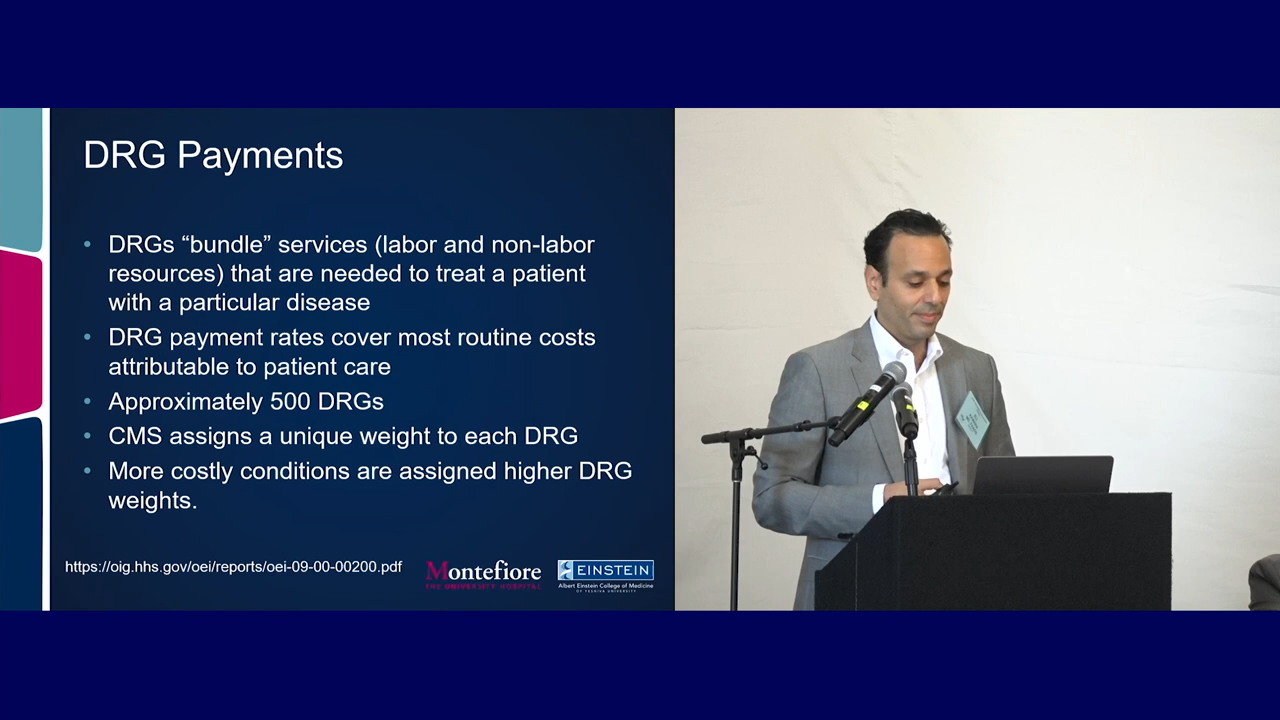 DRG Payments
• DRGs “bundle” services (labor and non-labor
resources) that are needed to treat a patient
with a particular disease
• DRG payment rates cover most routine costs
attributable to patient care
• Approximately 500 DRGs
• CMS assigns a unique weight to each DRG
• More costly conditions are assigned higher DRG
weights.
https://oig.hhs.gov/oei/reports/oei-09-00-00200.pdf
Montefiore
THE UNIVERSITY HOSPITAL
EINSTEIN
Albert Einstein College of Medicine
OF YESHIVA UNIVERSITY